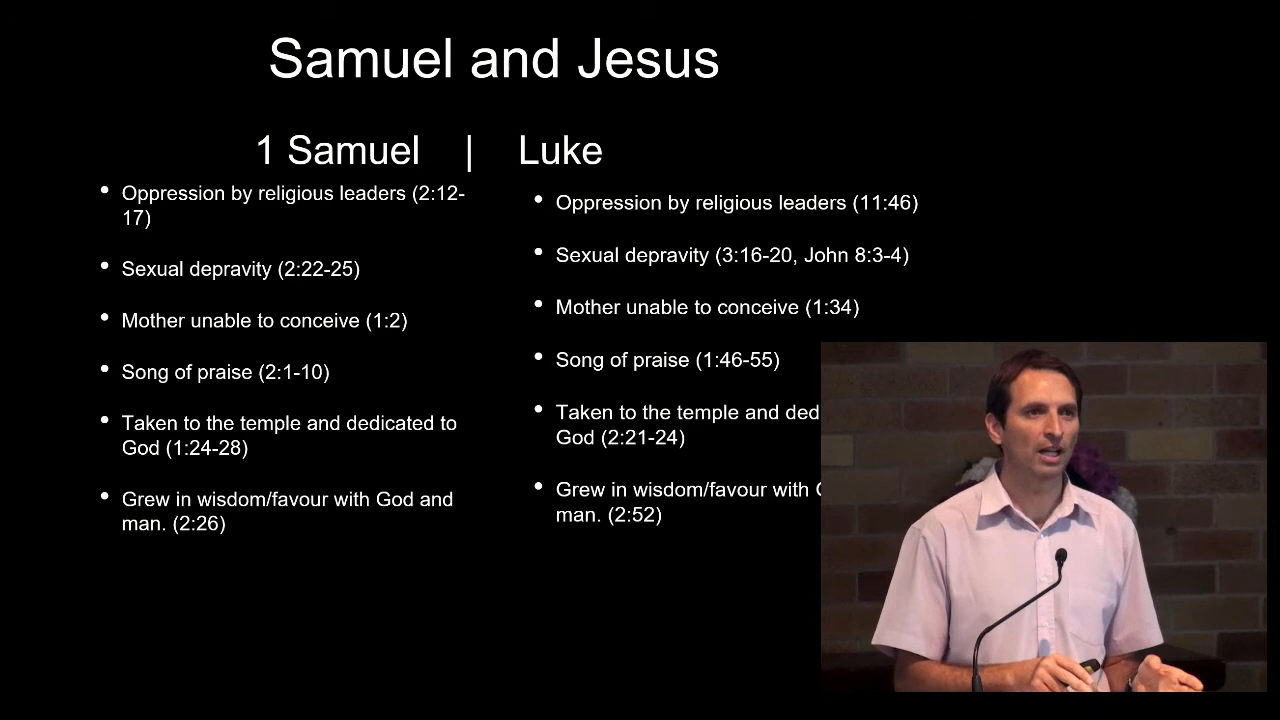 Samuel and Jesus
1 Samuel | Luke
• Oppression by religious leaders (2:12-
17)
• Sexual depravity (2:22-25)
• Mother unable to conceive (1:2)
• Song of praise (2:1-10)
• Taken to the temple and dedicated to
God (1:24-28)
• Grew in wisdom/favour with God and
man. (2:26)
• Oppression by religious leaders (11:46)
• Sexual depravity (3:16-20, John 8:3-4)
• Mother unable to conceive (1:34)
• Song of praise (1:46-55)
• Taken to the temple and ded
God (2:21-24)
• Grew in wisdom/favour with
man. (2:52)